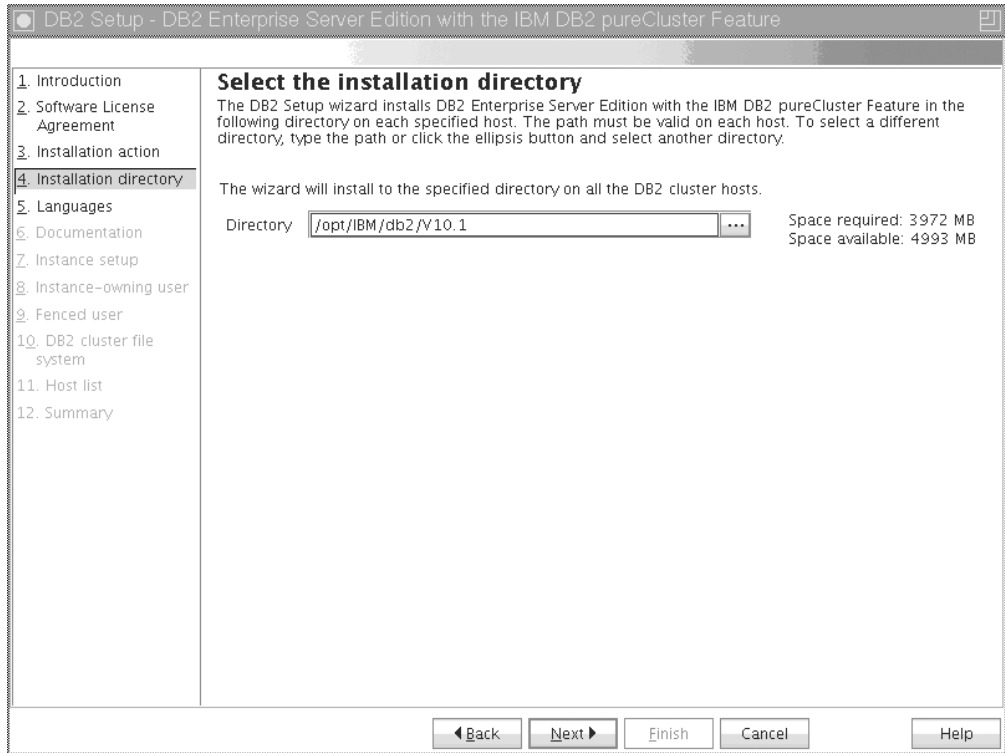 DB2 Setup - DB2 Enterprise Server Edition with the IBM DB2 pureCluster Feature
1. Introduction
2. Software License
Agreement
3. Installation action
4. Installation directory
5. Languages
6. Documentation
7. Instance setup
8. Instance-owning user
9. Fenced user
10. DB2 cluster file
system
11. Host list
12. Summary
Select the installation directory
The DB2 Setup wizard installs DB2 Enterprise Server Edition with the IBM DB2 pureCluster Feature in the
following directory on each specified host. The path must be valid on each host. To select a different
directory, type the path or click the ellipsis button and select another directory.
The wizard will install to the specified directory on all the DB2 cluster hosts.
Directory /opt/IBM/db2/V10.1 ... Space required: 3972 MB
Space available: 4993 MB
Back Next Finish Cancel Help